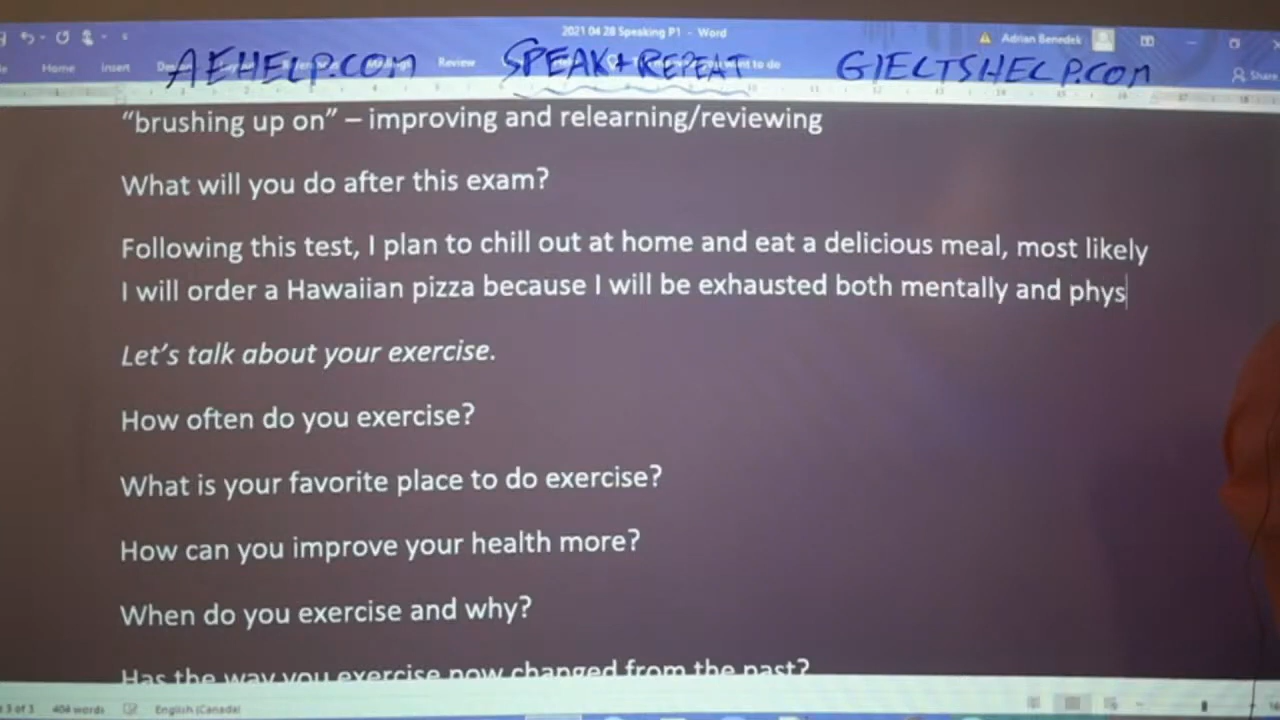 2021 04 28 Speaking P1 - Word
Adrian Benedek
Home Insert Review to do Share
AEHELP.COM SPEAK + REPEAT GIELTSHELP.COM
“brushing up on” – improving and relearning/reviewing
What will you do after this exam?
Following this test, I plan to chill out at home and eat a delicious meal, most likely
I will order a Hawaiian pizza because I will be exhausted both mentally and phys
Let’s talk about your exercise.
How often do you exercise?
What is your favorite place to do exercise?
How can you improve your health more?
When do you exercise and why?
Has the way you exercise now changed from the past?
3 of 3 404 words English (Canada)